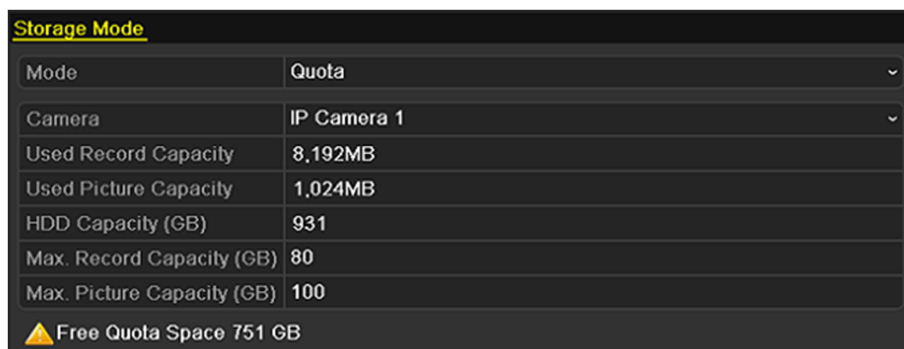 Storage Mode
Mode Quota
Camera IP Camera 1
Used Record Capacity 8,192MB
Used Picture Capacity 1,024MB
HDD Capacity (GB) 931
Max. Record Capacity (GB) 80
Max. Picture Capacity (GB) 100
Free Quota Space 751 GB